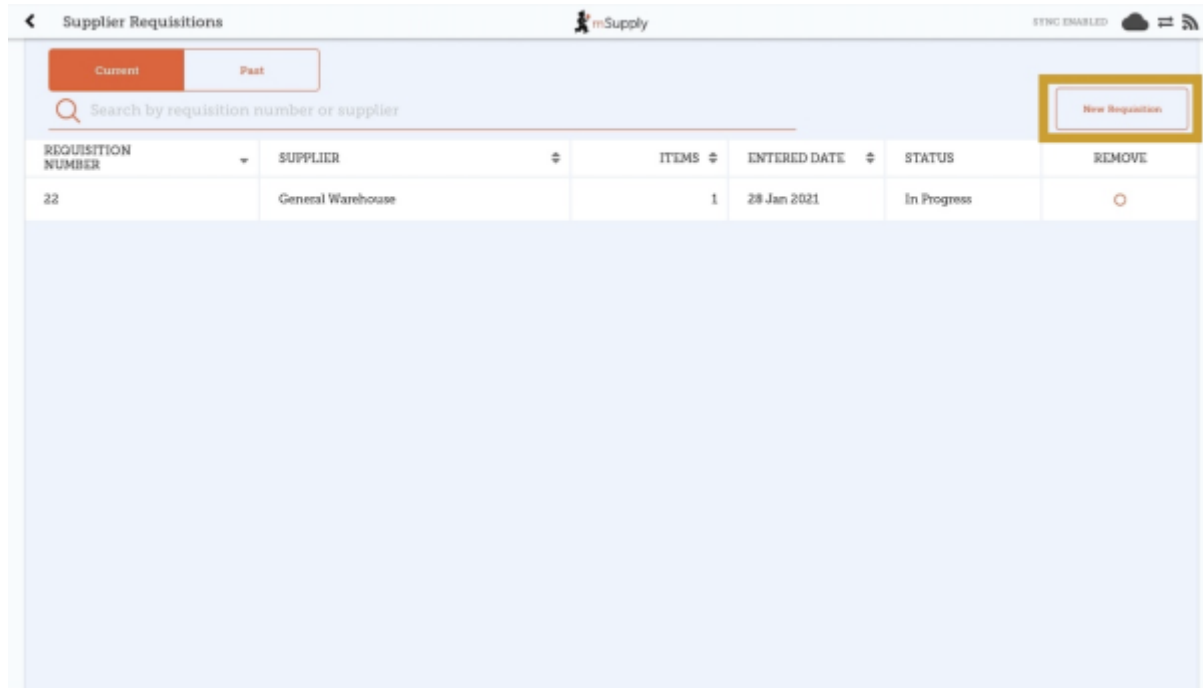 Supplier Requisitions
mSupply
SYNC ENABLED
Current
Past
Search by requisition number or supplier
New Requisition
REQUISITION
NUMBER
SUPPLIER
ITEMS
ENTERED DATE
STATUS
REMOVE
22
General Warehouse
1
28 Jan 2021
In Progress